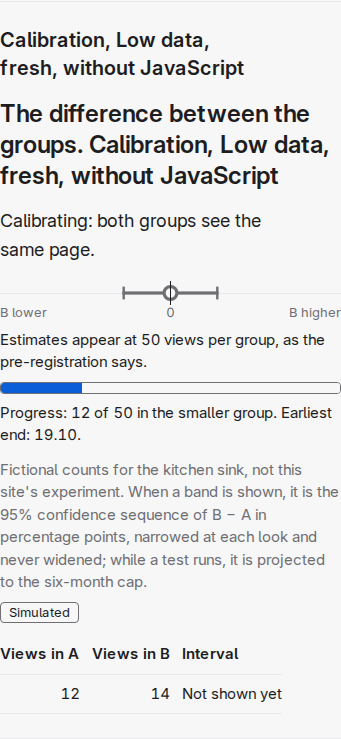 Calibration, Low data,
fresh, without JavaScript
The difference between the
groups. Calibration, Low data,
fresh, without JavaScript
Calibrating: both groups see the
same page.
B lower 0 B higher
Estimates appear at 50 views per group, as the
pre-registration says.
Progress: 12 of 50 in the smaller group. Earliest
end: 19.10.
Fictional counts for the kitchen sink, not this
site's experiment. When a band is shown, it is the
95% confidence sequence of B − A in
percentage points, narrowed at each look and
never widened; while a test runs, it is projected
to the six-month cap.
Simulated
Views in A Views in B Interval
12 14 Not shown yet